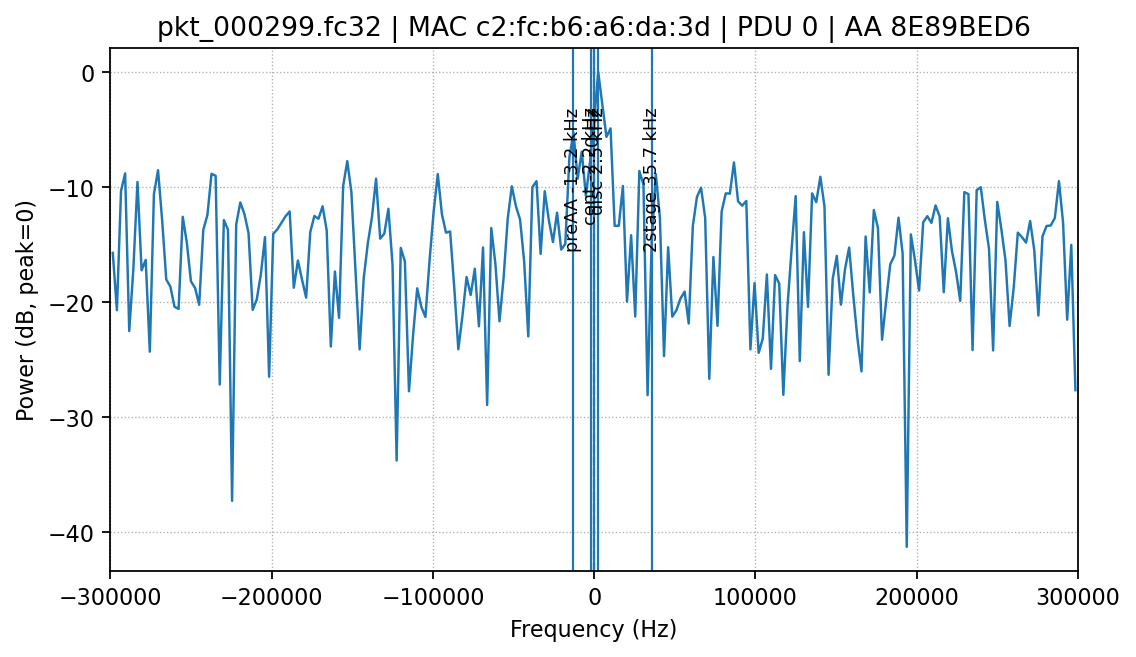 pkt_000299.fc32 | MAC c2:fc:b6:a6:da:3d | PDU 0 | AA 8E89BED6
Power (dB, peak=0)
0
−10
−20
−30
−40
preAA -13.2 kHz
2stage 35.7 kHz
−300000
−200000
−100000
0
100000
200000
300000
Frequency (Hz)